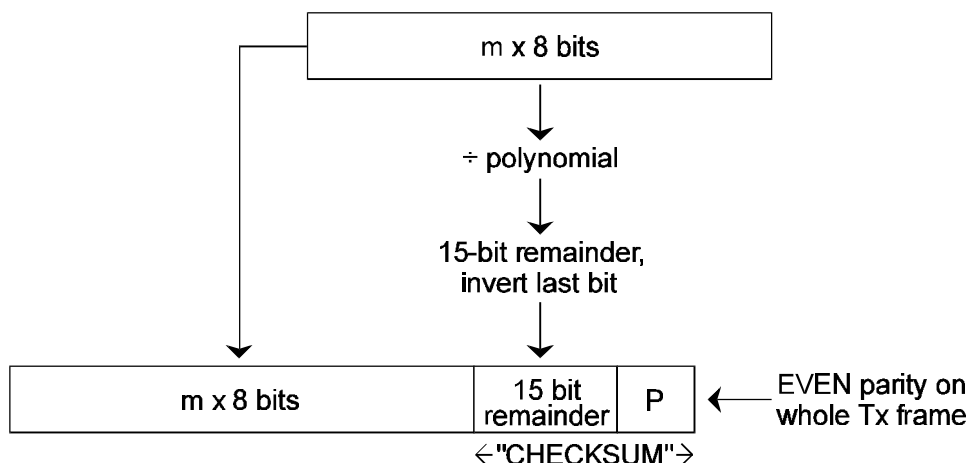 m x 8 bits
÷ polynomial
15-bit remainder,
invert last bit
m x 8 bits
15 bit
remainder
P
EVEN parity on
whole Tx frame
←"CHECKSUM"→